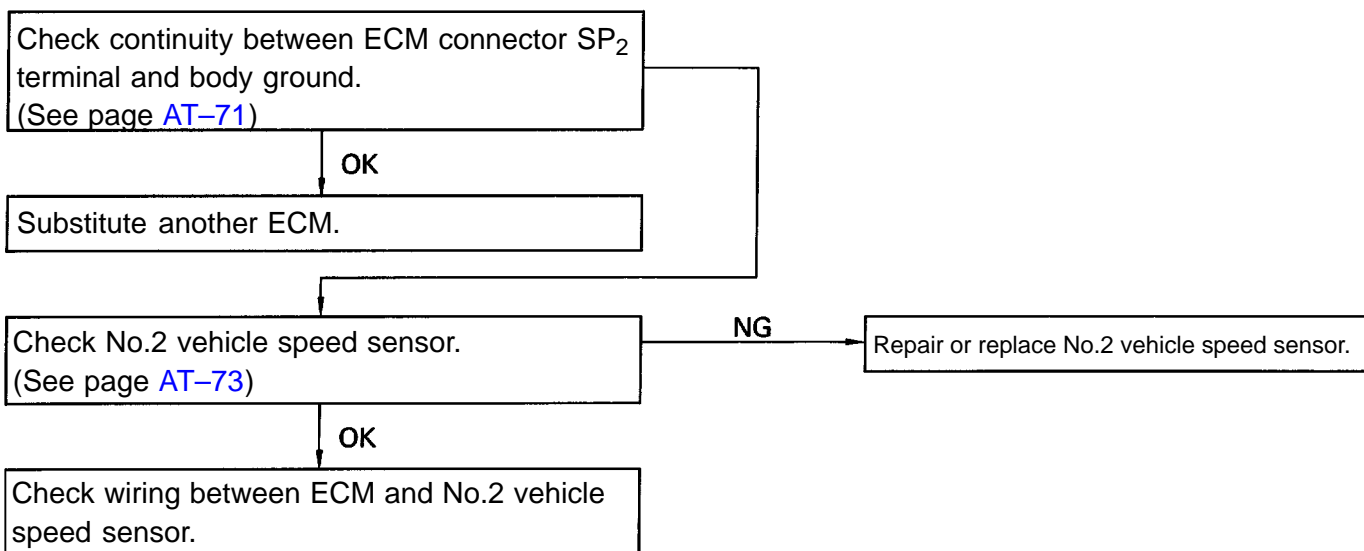 Check continuity between ECM connector SP2
terminal and body ground.
(See page AT–71)
OK
Substitute another ECM.
Check No.2 vehicle speed sensor.
(See page AT–73)
NG
Repair or replace No.2 vehicle speed sensor.
OK
Check wiring between ECM and No.2 vehicle
speed sensor.